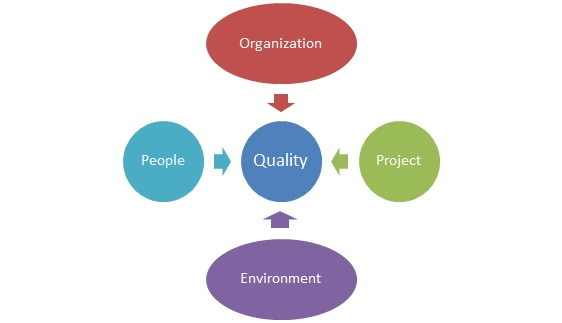 Organization
People
Quality
Project
Environment